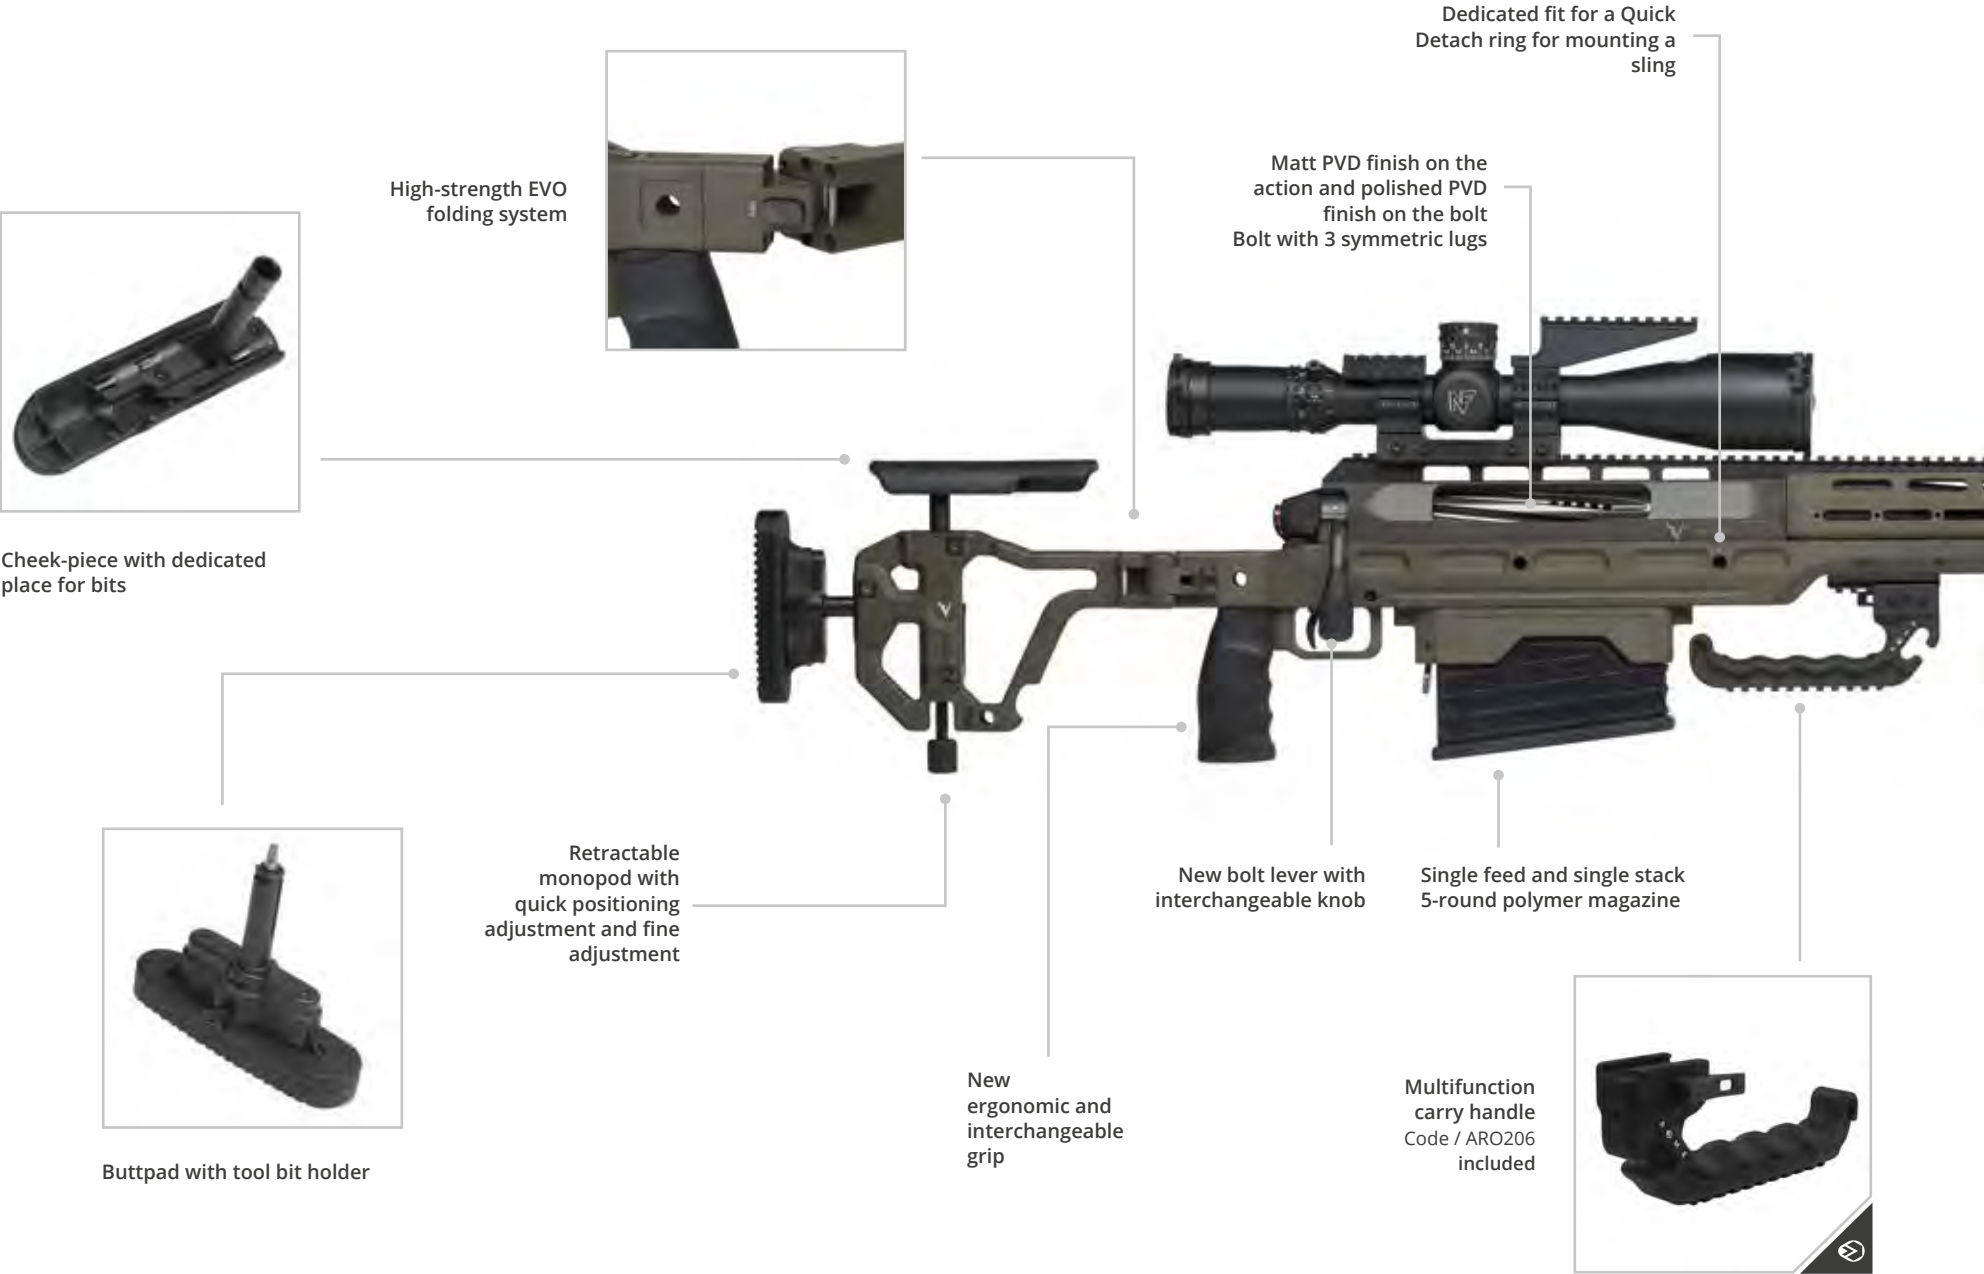 Dedicated fit for a Quick
Detach ring for mounting a
sling
Matt PVD finish on the
action and polished PVD
finish on the bolt
Bolt with 3 symmetric lugs
High-strength EVO
folding system
Cheek-piece with dedicated
place for bits
Retractable
monopod with
quick positioning
adjustment and fine
adjustment
New bolt lever with
interchangeable knob
Single feed and single stack
5-round polymer magazine
New
ergonomic and
interchangeable
grip
Multifunction
carry handle
Code / ARO206
included
Buttpad with tool bit holder